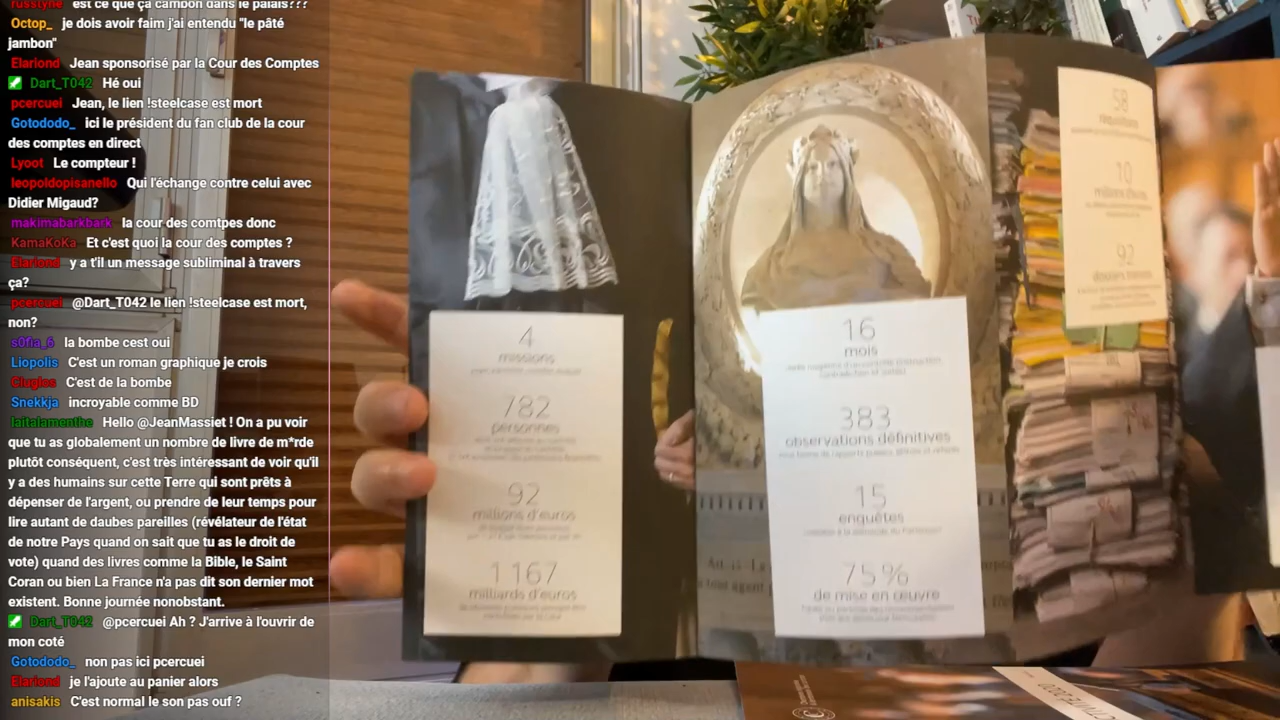 russtyne est ce que ça cambon dans le palais???
Octop_ je dois avoir faim j'ai entendu "le pâté
jambon"
Elariond Jean sponsorisé par la Cour des Comptes
Dart_T042 Hé oui
pcercuei Jean, le lien !steelcase est mort
Gotododo_ ici le président du fan club de la cour
des comptes en direct
Lyoot Le compteur !
leopoldopisanello Qui l'échange contre celui avec
Didier Migaud?
makimabarkbark la cour des comtpes donc
KamaKoKa Et c'est quoi la cour des comptes ?
Elariond y a t'il un message subliminal à travers
ça?
pcercuei @Dart_T042 le lien !steelcase est mort,
non?
s0fia_6 la bombe cest oui
Liopolis C'est un roman graphique je crois
Cluglos C'est de la bombe
Snekkja incroyable comme BD
laitalamenthe Hello @JeanMassiet ! On a pu voir
que tu as globalement un nombre de livre de m*rde
plutôt conséquent, c'est très intéressant de voir qu'il
y a des humains sur cette Terre qui sont prêts à
dépenser de l'argent, ou prendre de leur temps pour
lire autant de daubes pareilles (révélateur de l'état
de notre Pays quand on sait que tu as le droit de
vote) quand des livres comme la Bible, le Saint
Coran ou bien La France n'a pas dit son dernier mot
existent. Bonne journée nonobstant.
Dart_T042 @pcercuei Ah ? J'arrive à l'ouvrir de
mon coté
Gotododo_ non pas ici pcercuei
Elariond je l'ajoute au panier alors
anisakis C'est normal le son pas ouf ?
4
missions
782
personnes
92
millions d'euros
1 167
milliards d'euros
16
mois
383
observations définitives
15
enquêtes
75 %
de mise en œuvre
58
10
92